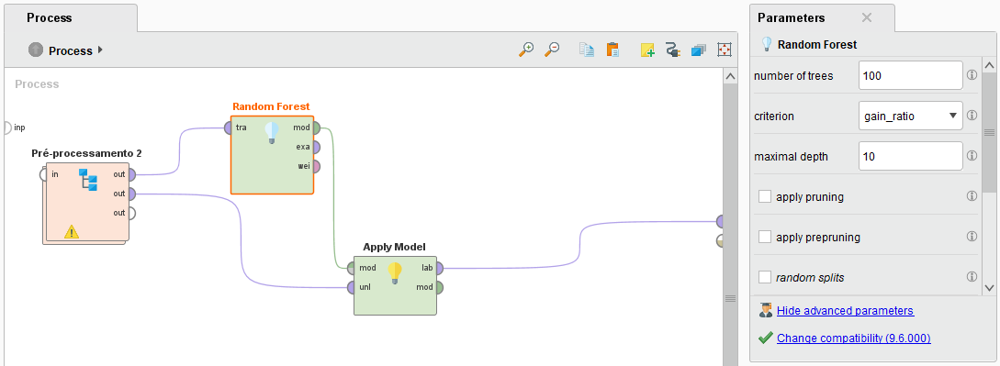 Process
Process
Process
inp
Pré-processamento 2
in
out
out
out
Random Forest
tra
mod
exa
wei
Apply Model
mod
unl
lab
mod
Parameters
Random Forest
number of trees
100
criterion
gain_ratio
maximal depth
10
apply pruning
apply prepruning
random splits
Hide advanced parameters
Change compatibility (9.6.000)